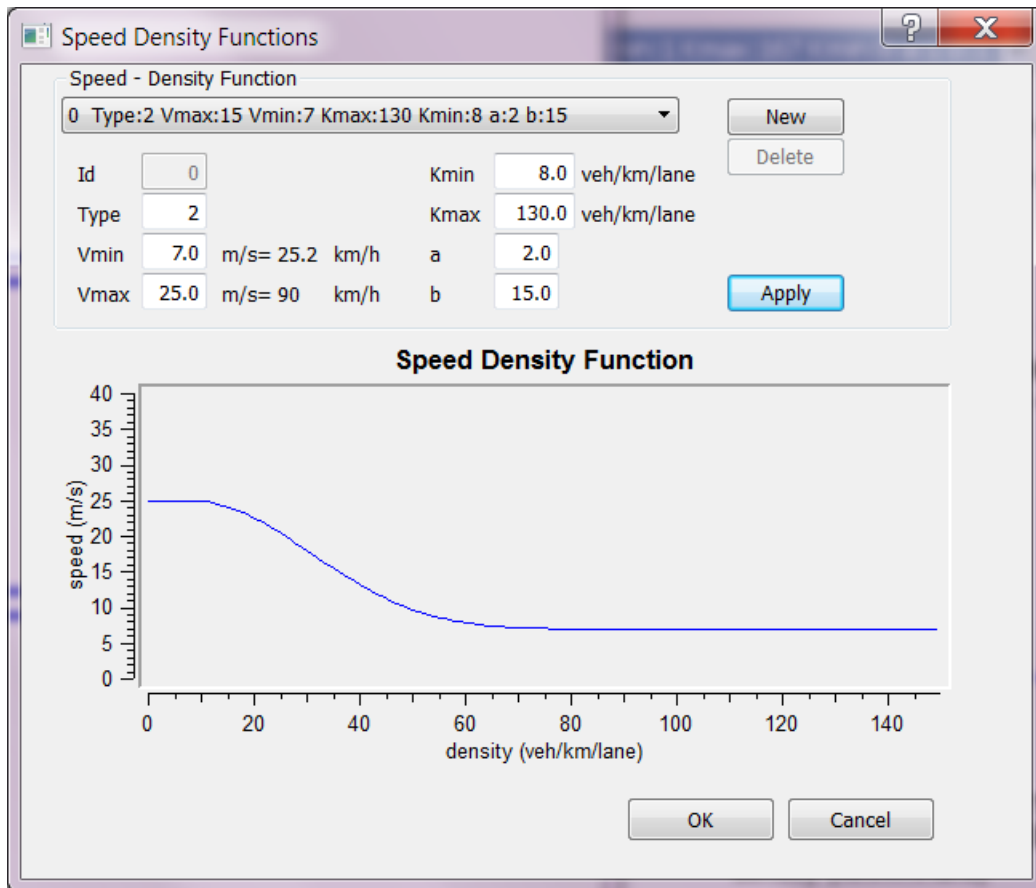 Speed Density Functions
Speed - Density Function
0 Type:2 Vmax:15 Vmin:7 Kmax:130 Kmin:8 a:2 b:15
New
Delete
Id 0 Kmin 8.0 veh/km/lane
Type 2 Kmax 130.0 veh/km/lane
Vmin 7.0 m/s= 25.2 km/h a 2.0
Vmax 25.0 m/s= 90 km/h b 15.0
Apply
Speed Density Function
40
35
30
25
20
15
10
5
0
speed (m/s)
0 20 40 60 80 100 120 140
density (veh/km/lane)
OK Cancel